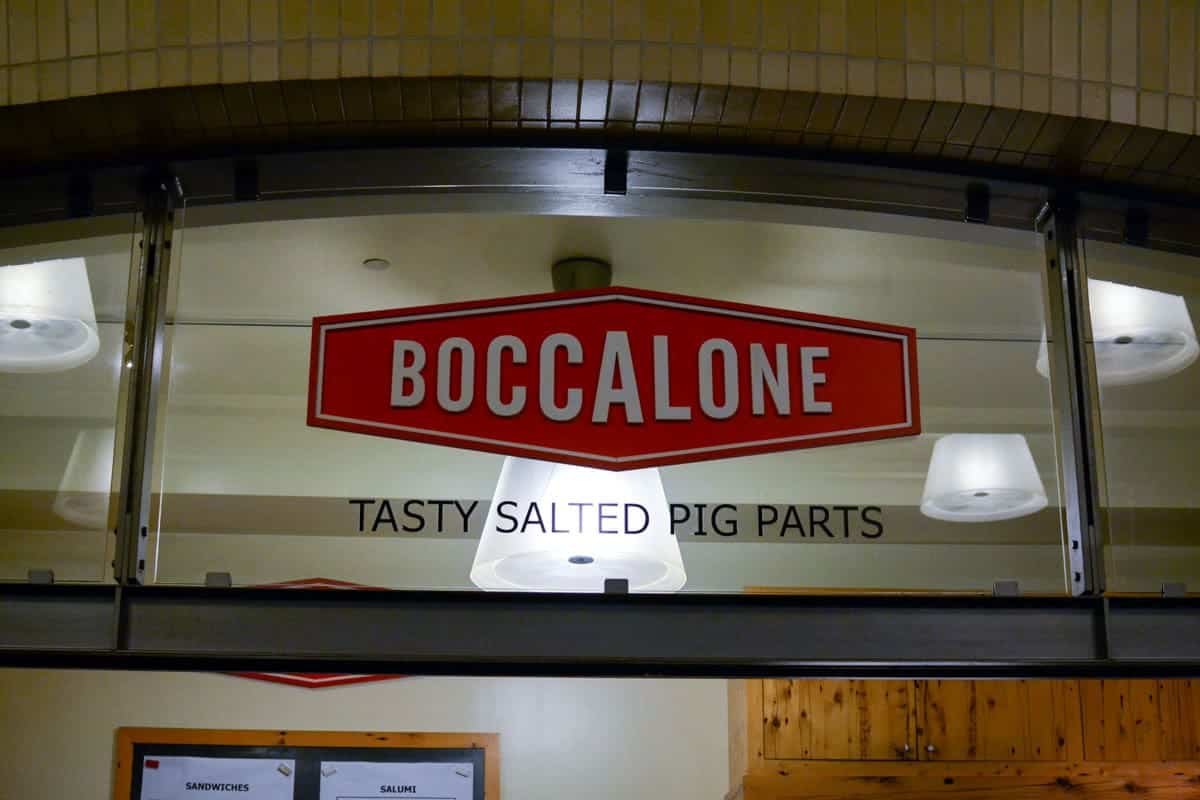 BOCCALONE
TASTY SALTED PIG PARTS
SANDWICHES
SALUMI